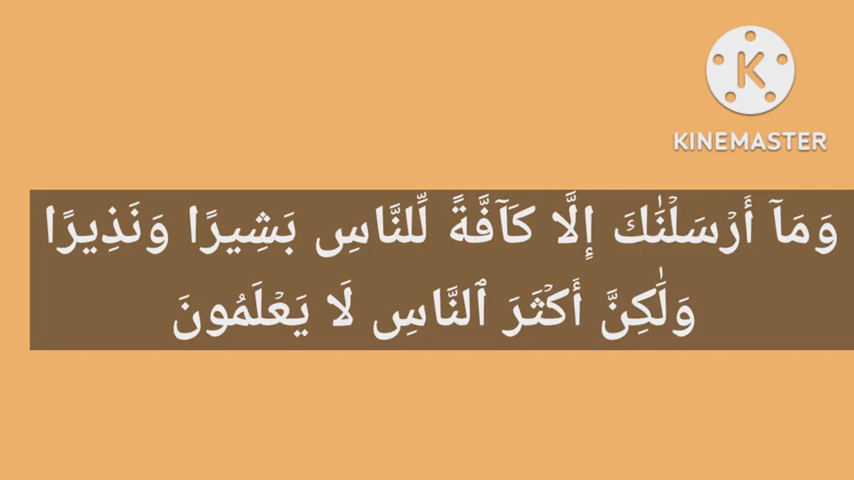 KINEMASTER
وَمَآ أَرۡسَلۡنَٰكَ إِلَّا كَآفَّةً لِّلنَّاسِ بَشِيرًا وَنَذِيرًا
وَلَٰكِنَّ أَكۡثَرَ ٱلنَّاسِ لَا يَعۡلَمُونَ